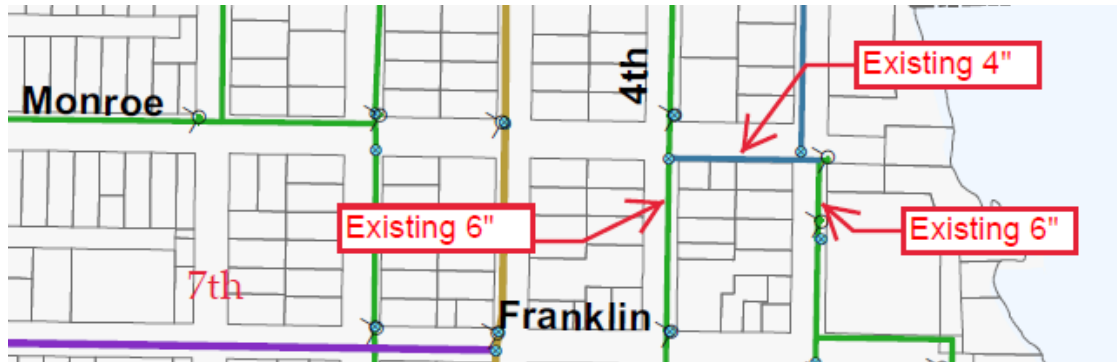 4th
Existing 4"
Monroe
Existing 6"
Existing 6"
7th
Franklin